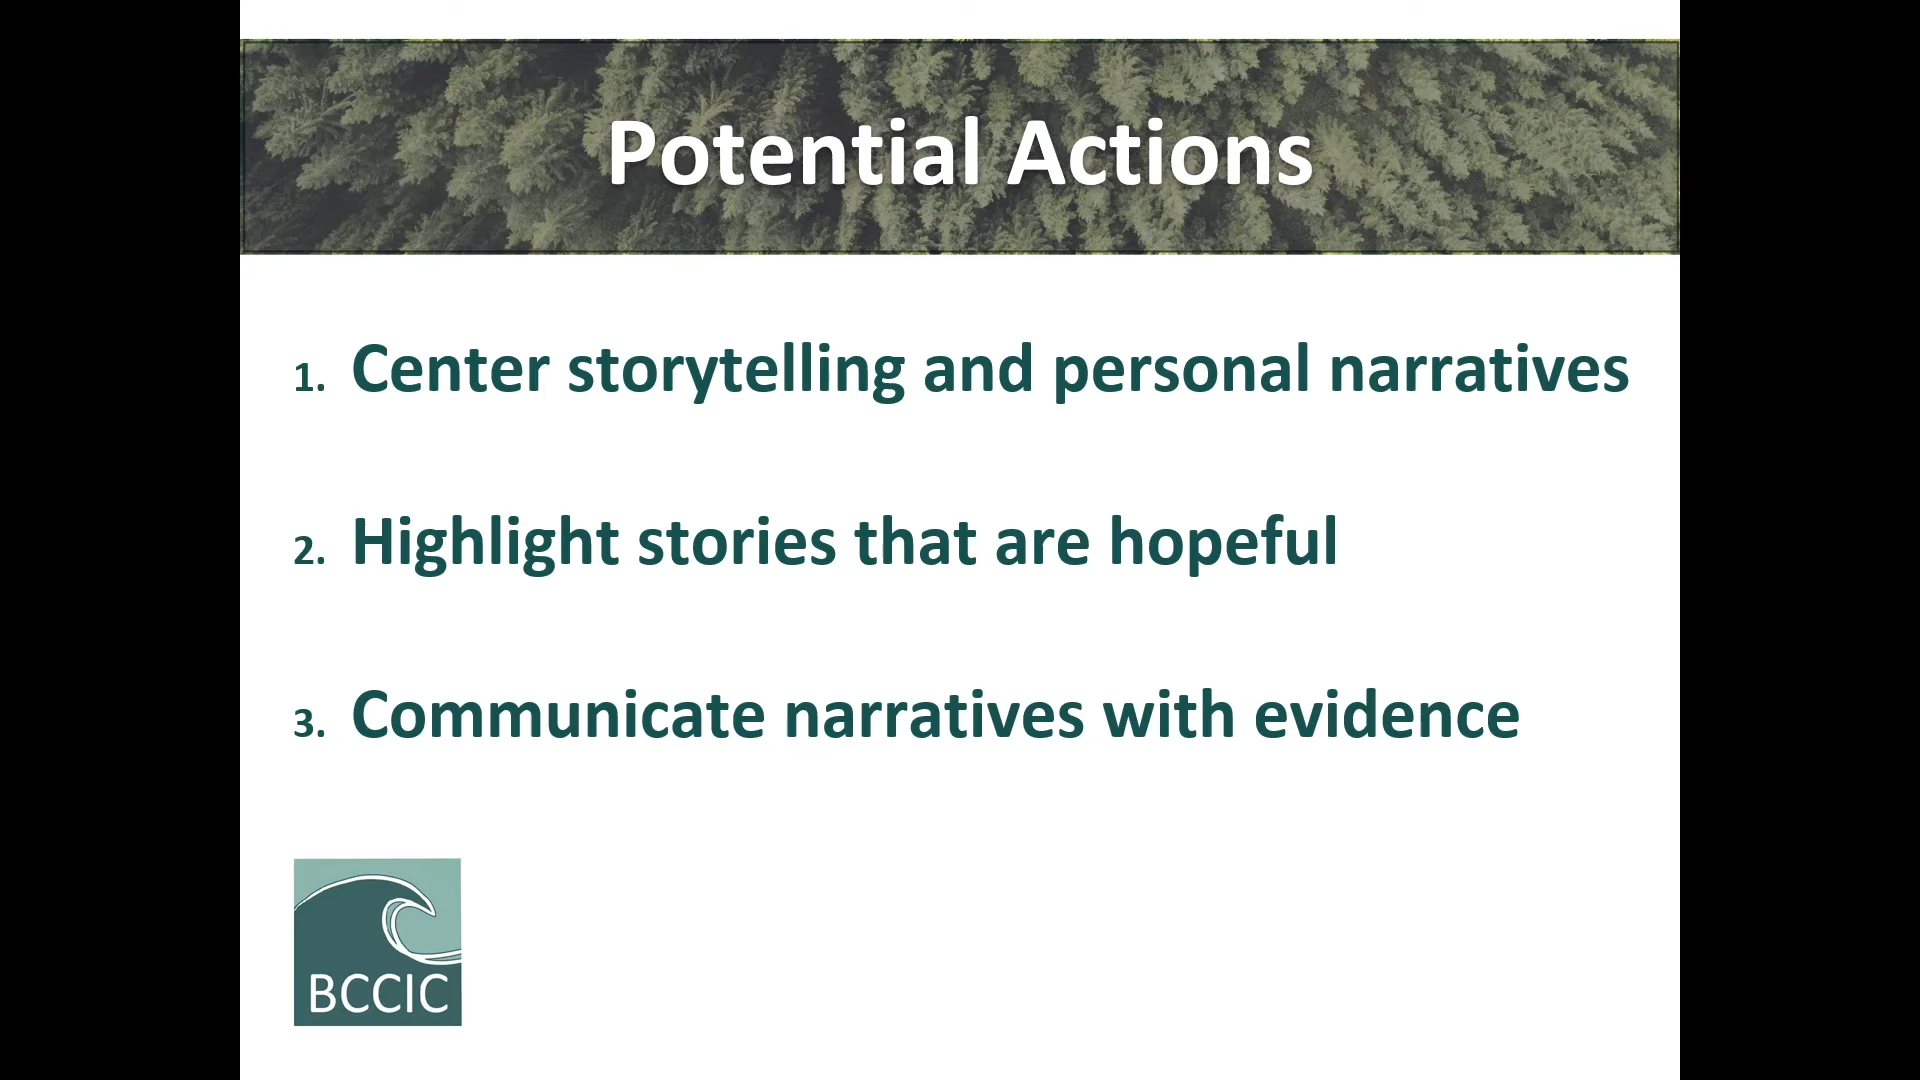 Potential Actions
1. Center storytelling and personal narratives
2. Highlight stories that are hopeful
3. Communicate narratives with evidence
BCCIC